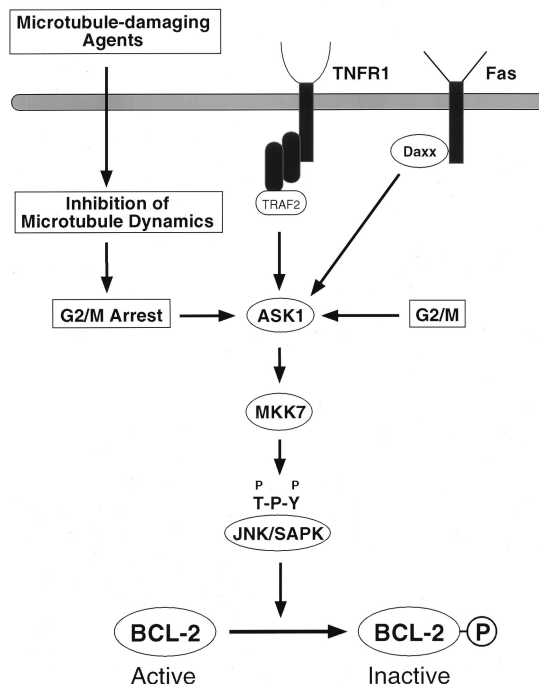 Microtubule-damaging
Agents
TNFR1
Fas
Daxx
TRAF2
Inhibition of
Microtubule Dynamics
G2/M Arrest
ASK1
G2/M
MKK7
P P
T-P-Y
JNK/SAPK
BCL-2
BCL-2
P
Active
Inactive